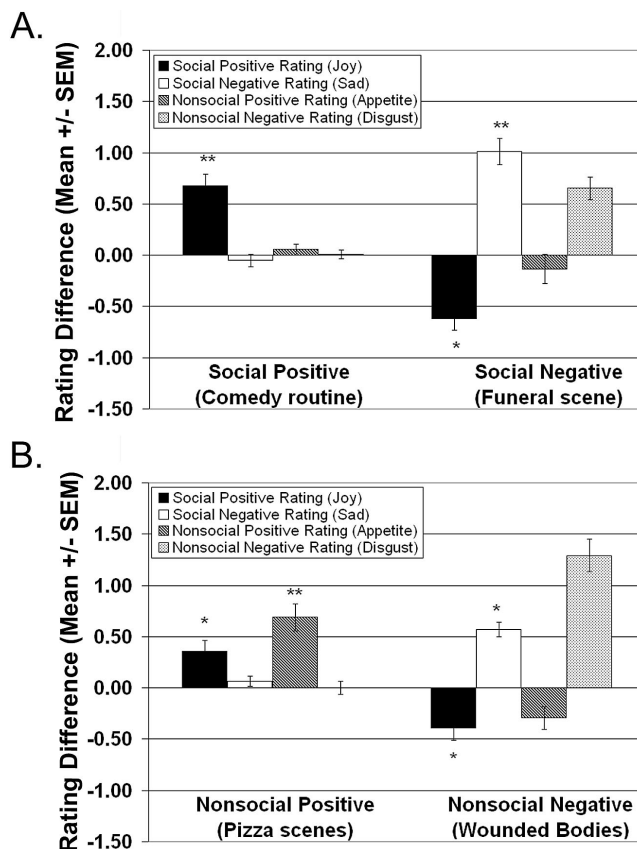 A.
Rating Difference (Mean +/- SEM)
2.00
1.50
1.00
0.50
0.00
-0.50
-1.00
-1.50
Social Positive Rating (Joy)
Social Negative Rating (Sad)
Nonsocial Positive Rating (Appetite)
Nonsocial Negative Rating (Disgust)
**
**
*
Social Positive
(Comedy routine)
Social Negative
(Funeral scene)
B.
Rating Difference (Mean +/- SEM)
2.00
1.50
1.00
0.50
0.00
-0.50
-1.00
-1.50
Social Positive Rating (Joy)
Social Negative Rating (Sad)
Nonsocial Positive Rating (Appetite)
Nonsocial Negative Rating (Disgust)
*
**
*
*
Nonsocial Positive
(Pizza scenes)
Nonsocial Negative
(Wounded Bodies)